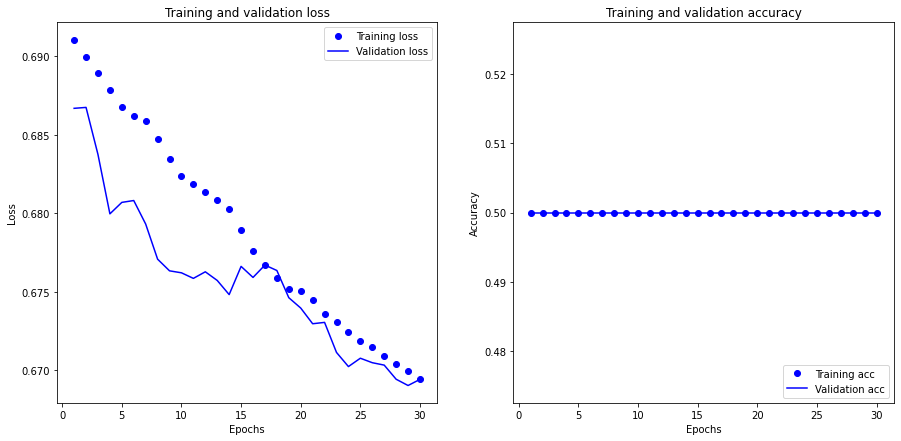 Training and validation loss
Training loss
Validation loss
0.690
0.685
0.680
0.675
0.670
Loss
0 5 10 15 20 25 30
Epochs
Training and validation accuracy
0.52
0.51
0.50
0.49
0.48
Accuracy
Training acc
Validation acc
0 5 10 15 20 25 30
Epochs